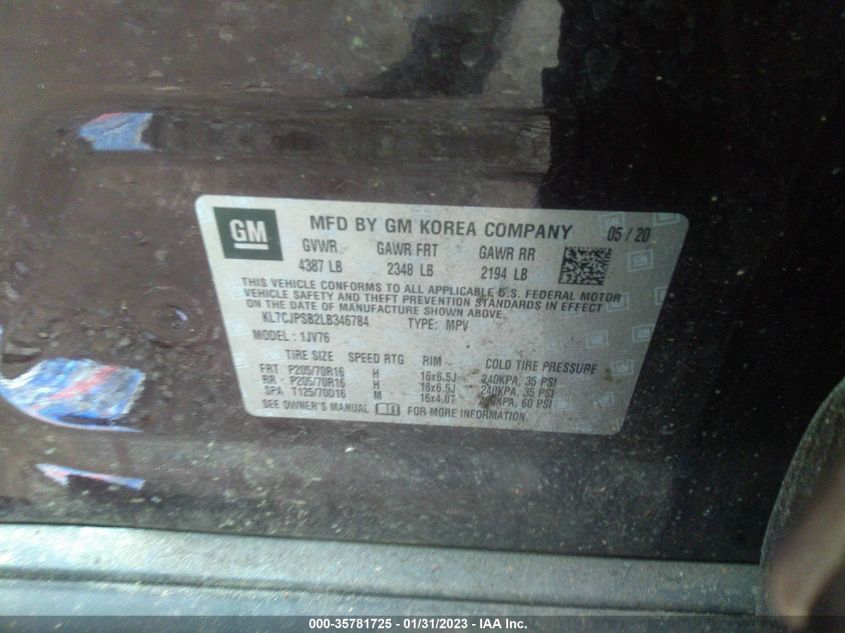 GM
MFD BY GM KOREA COMPANY 05 / 20
GVWR GAWR FRT GAWR RR
4387 LB 2348 LB 2194 LB
THIS VEHICLE CONFORMS TO ALL APPLICABLE U.S. FEDERAL MOTOR
VEHICLE SAFETY AND THEFT PREVENTION STANDARDS IN EFFECT
ON THE DATE OF MANUFACTURE SHOWN ABOVE.
KL7CJPSB2LB346784 TYPE: MPV
MODEL: 1JV76
TIRE SIZE SPEED RTG RIM COLD TIRE PRESSURE
FRT P205/70R16 H 16x6.5J 240KPA, 35 PSI
RR P205/70R16 H 16x6.5J 240KPA, 35 PSI
SPA T125/70D16 M 16x4.0T 60 PSI
SEE OWNER'S MANUAL FOR MORE INFORMATION.
000-35781725 - 01/31/2023 - IAA Inc.